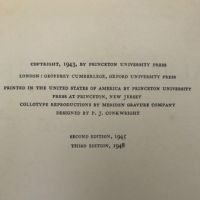 COPYRIGHT, 1943, BY PRINCETON UNIVERSITY PRESS
LONDON: GEOFFREY CUMBERLEGE, OXFORD UNIVERSITY PRESS
PRINTED IN THE UNITED STATES OF AMERICA BY PRINCETON UNIVERSITY
PRESS AT PRINCETON, NEW JERSEY
COLLOTYPE REPRODUCTIONS BY MERIDEN GRAVURE COMPANY
DESIGNED BY P. J. CONKWRIGHT
SECOND EDITION, 1945
THIRD EDITION, 1948